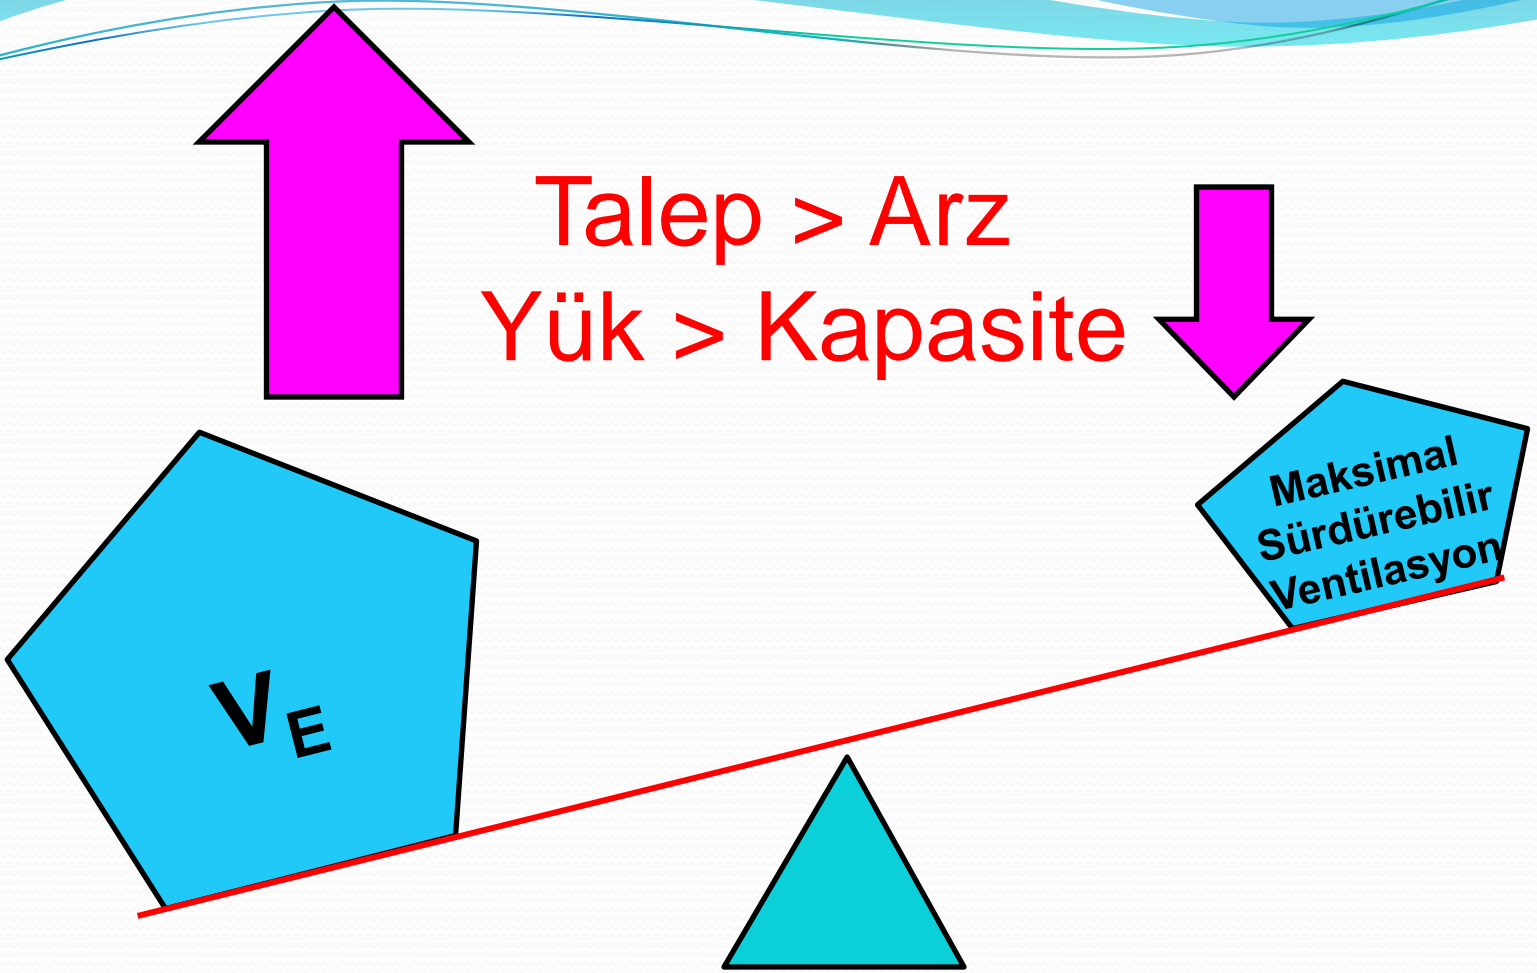 Talep > Arz
Yük > Kapasite
Maksimal
Sürdürebilir
Ventilasyon
VE